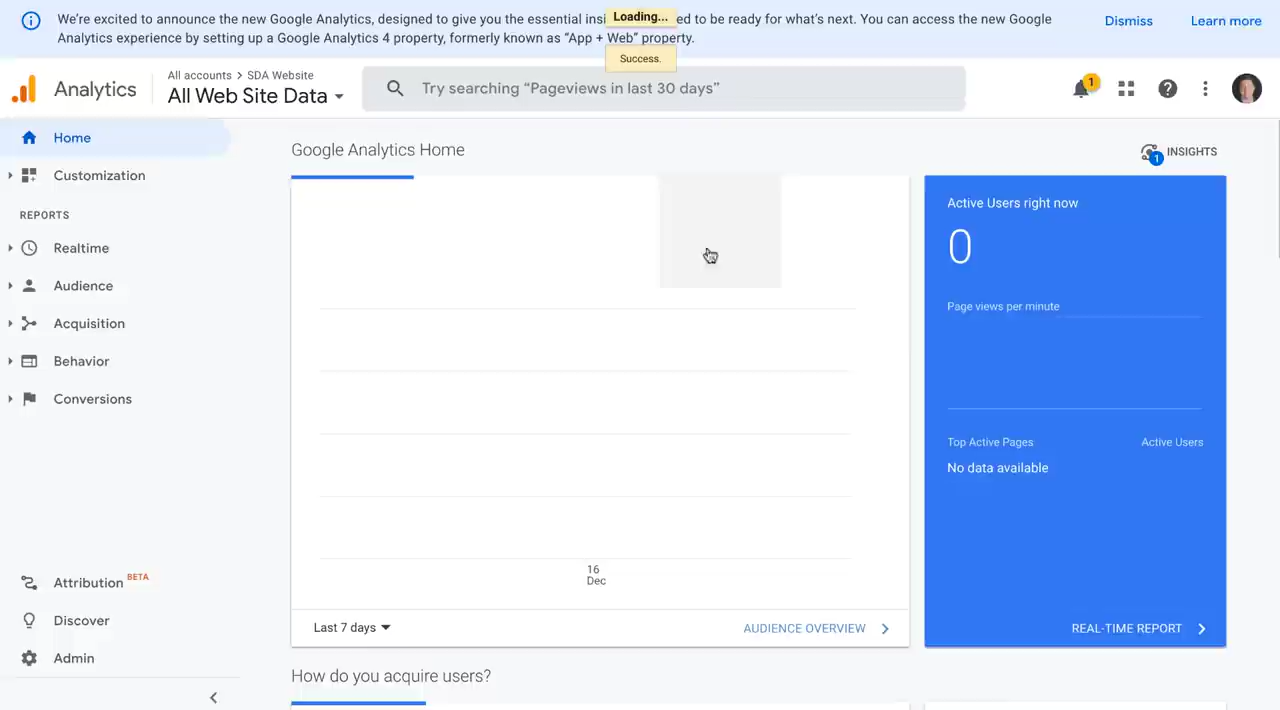 We're excited to announce the new Google Analytics, designed to give you the essential insi
ed to be ready for what's next. You can access the new Google
Loading...
Analytics experience by setting up a Google Analytics 4 property, formerly known as “App + Web” property.
Success.
Dismiss
Learn more
Analytics
All accounts > SDA Website
All Web Site Data
Try searching “Pageviews in last 30 days”
1
Home
Customization
REPORTS
Realtime
Audience
Acquisition
Behavior
Conversions
Attribution BETA
Discover
Admin
Google Analytics Home
1
INSIGHTS
16
Dec
Last 7 days
AUDIENCE OVERVIEW
Active Users right now
0
Page views per minute
Top Active Pages
Active Users
No data available
REAL-TIME REPORT
How do you acquire users?